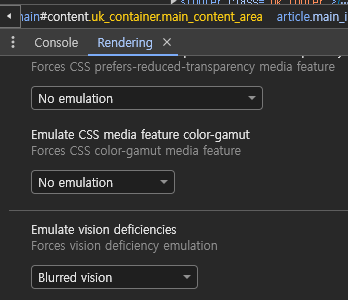 main#content.uk_container.main_content_area
article.main_i
Console
Rendering
Forces CSS prefers-reduced-transparency media feature
No emulation
Emulate CSS media feature color-gamut
Forces CSS color-gamut media feature
No emulation
Emulate vision deficiencies
Forces vision deficiency emulation
Blurred vision